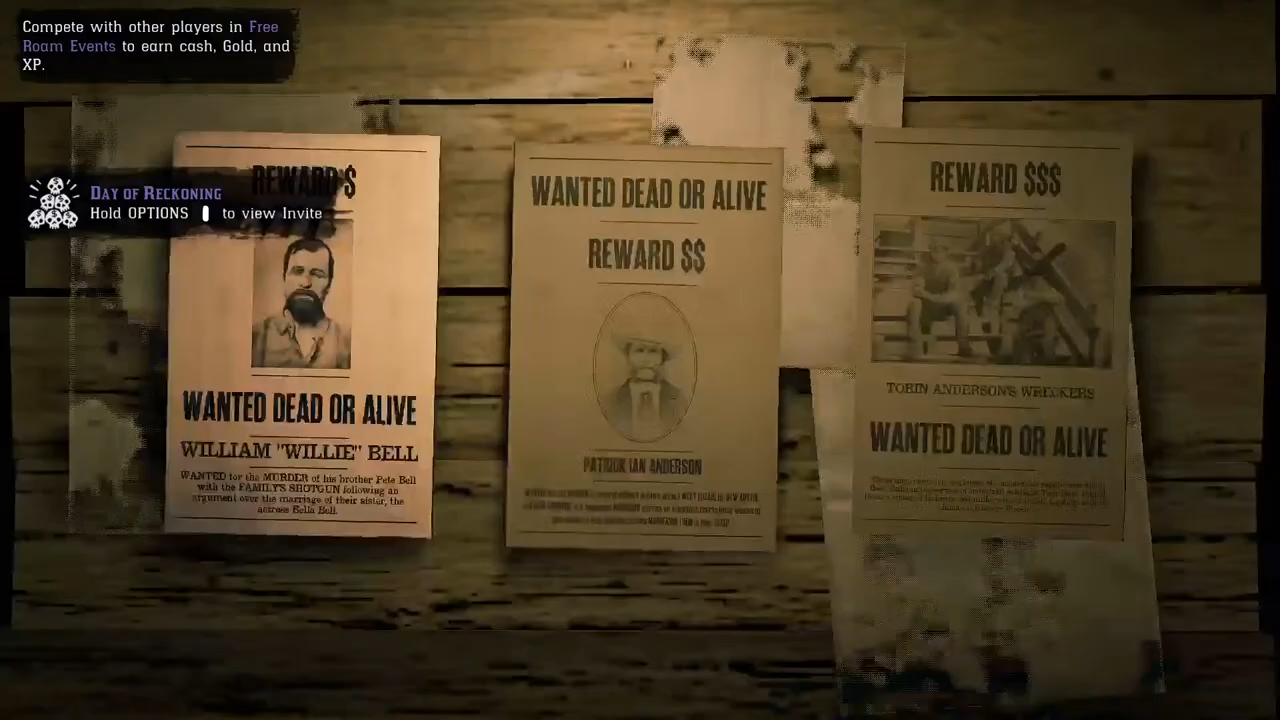 Compete with other players in Free
Roam Events to earn cash, Gold, and
XP.
DAY OF RECKONING
Hold OPTIONS to view Invite
REWARD $
WANTED DEAD OR ALIVE
WILLIAM "WILLIE" BELL
WANTED for the MURDER of his brother Pete Bell
with the FAMILY'S SHOTGUN following an
argument over the marriage of their sister, the
actress Bella Bell.
WANTED DEAD OR ALIVE
REWARD $$
PATRICK IAN ANDERSON
REWARD $$$
TORIN ANDERSON'S WRECKERS
WANTED DEAD OR ALIVE